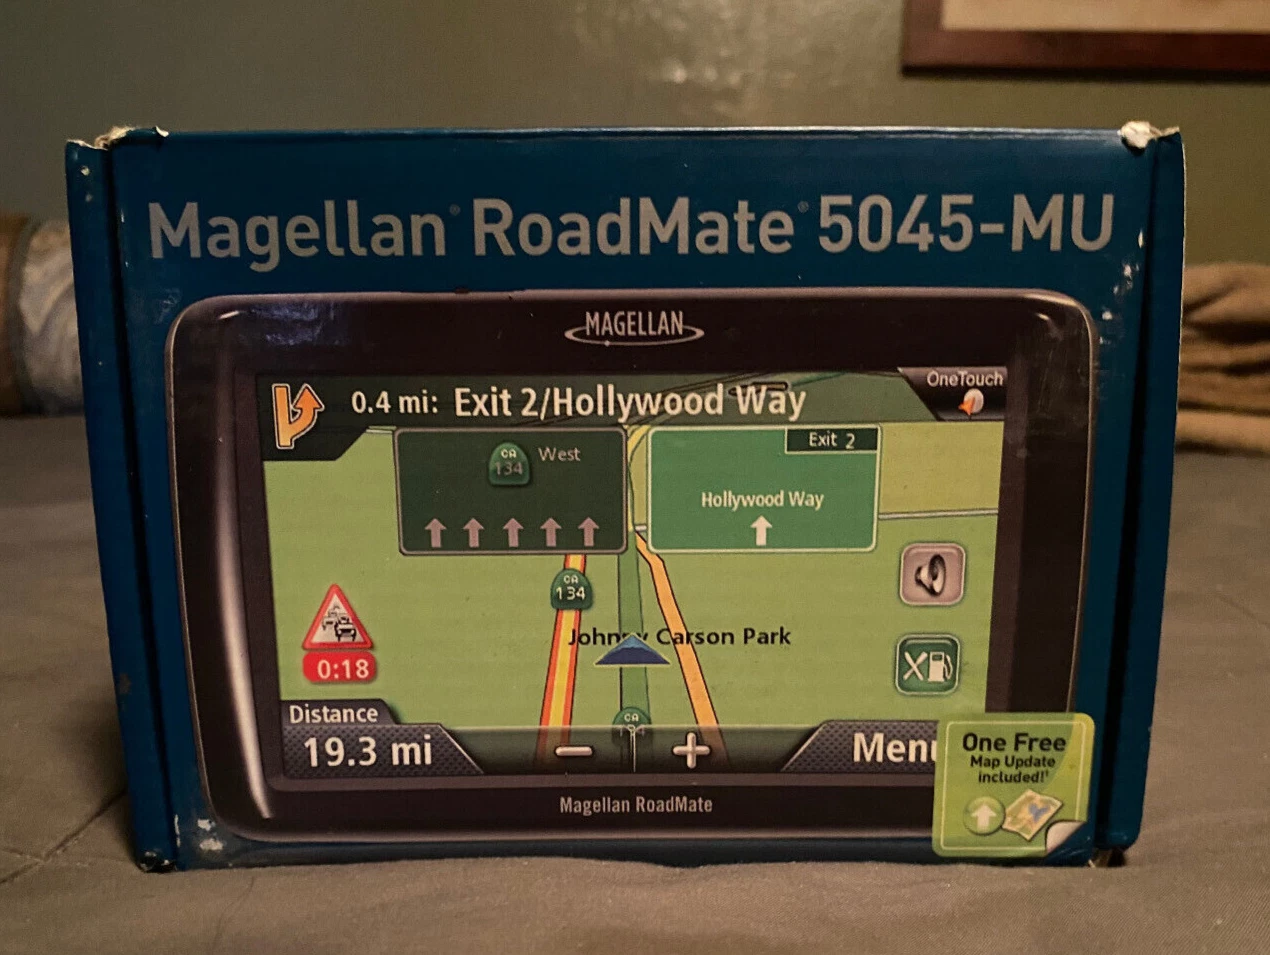 Magellan® RoadMate® 5045-MU
MAGELLAN
0.4 mi: Exit 2/Hollywood Way
OneTouch
CA
134
West
Exit 2
Hollywood Way
CA
134
Johnny Carson Park
0:18
CA
Distance
19.3 mi
Menu
One Free
Map Update
included!†
Magellan RoadMate